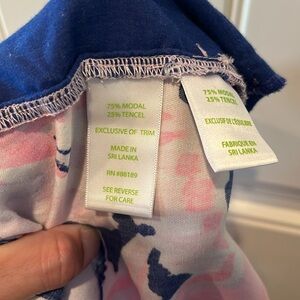 75% MODAL
25% TENCEL
EXCLUSIVE OF TRIM
MADE IN
SRI LANKA
RN #88189
SEE REVERSE
FOR CARE
75% MODAL
25% TENCEL
EXCLUSIF DE
FABRIQUÉ EN
SRI LANKA